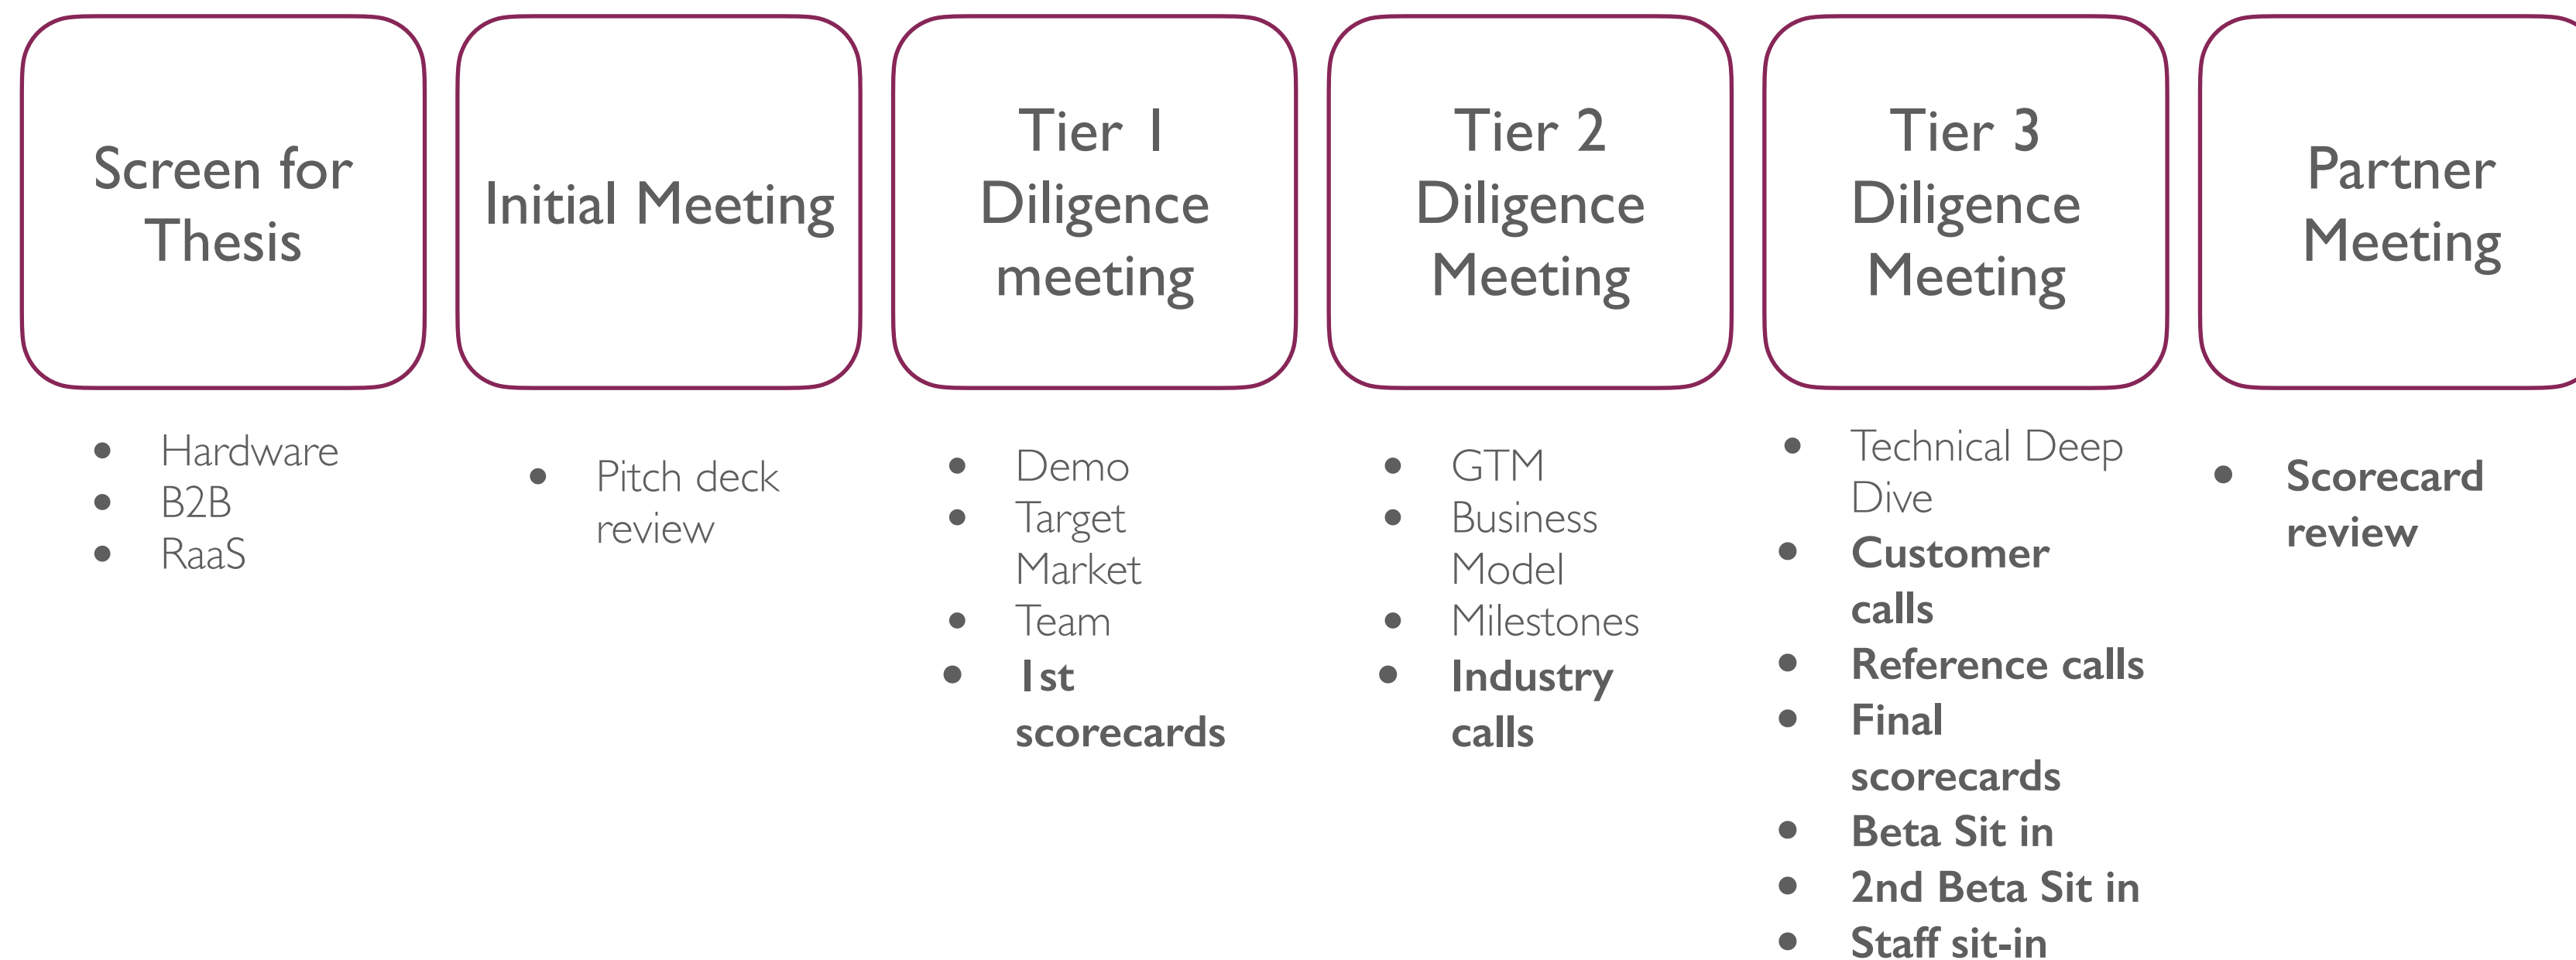 Screen for
Thesis
Initial Meeting
Tier 1
Diligence
meeting
Tier 2
Diligence
Meeting
Tier 3
Diligence
Meeting
Partner
Meeting
• Hardware
• B2B
• RaaS
• Pitch deck
review
• Demo
• Target
Market
• Team
• 1st
scorecards
• GTM
• Business
Model
• Milestones
• Industry
calls
• Technical Deep
Dive
• Customer
calls
• Reference calls
• Final
scorecards
• Beta Sit in
• 2nd Beta Sit in
• Staff sit-in
• Scorecard
review